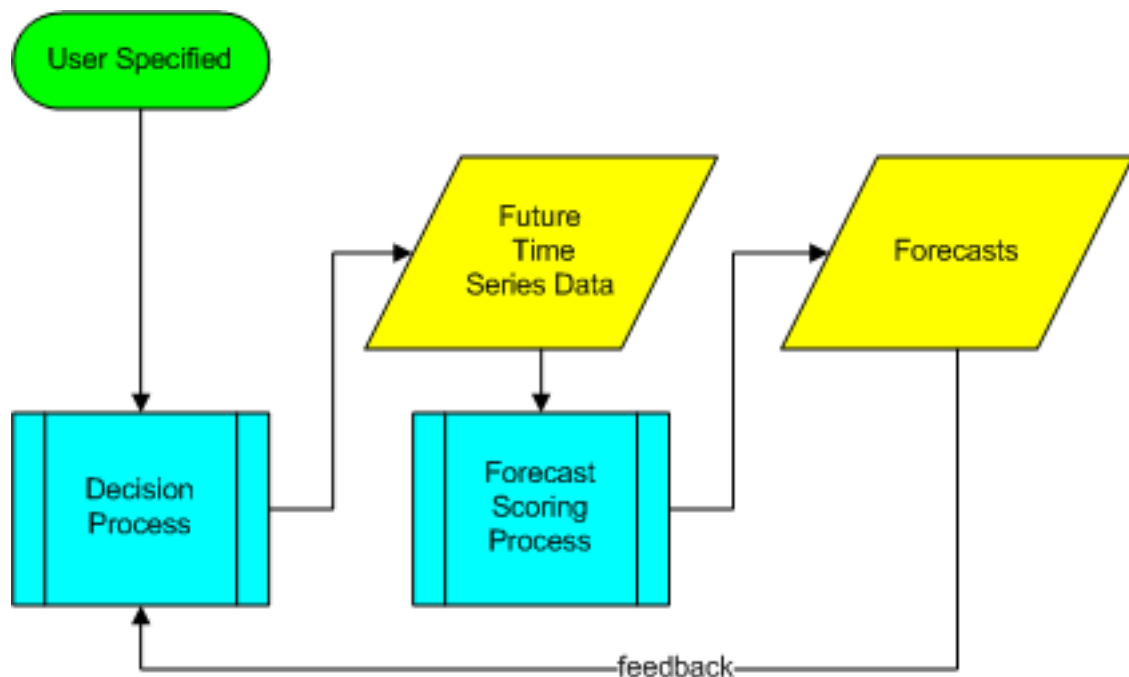 User Specified
Future
Time
Series Data
Forecasts
Decision
Process
Forecast
Scoring
Process
feedback